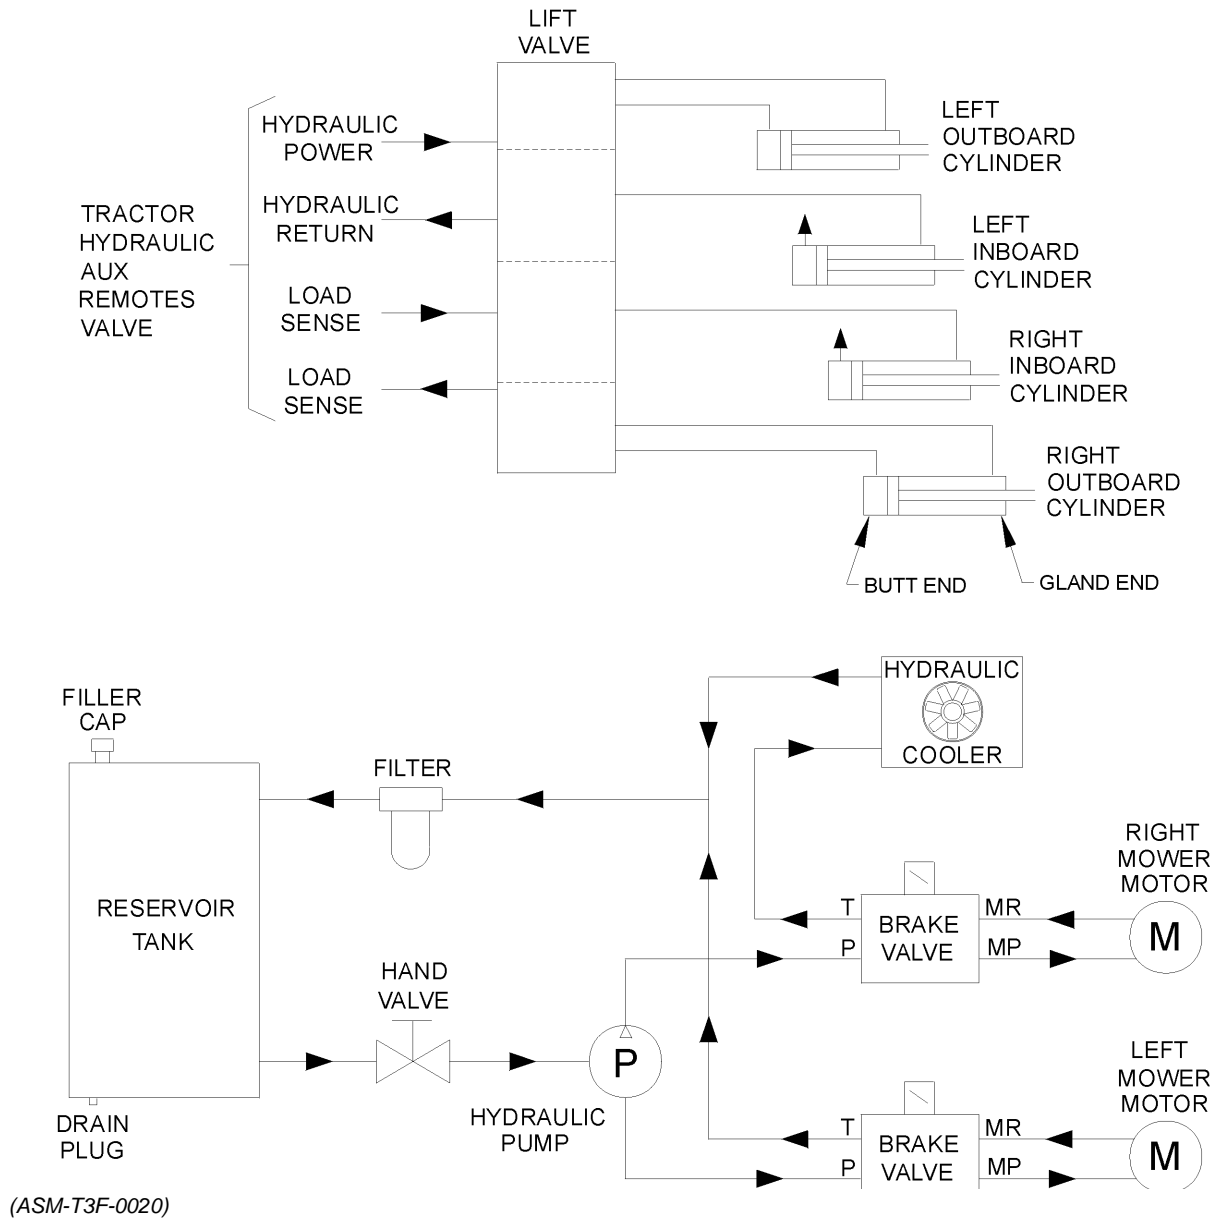 LIFT
VALVE
HYDRAULIC
POWER
HYDRAULIC
RETURN
LOAD
SENSE
LOAD
SENSE
TRACTOR
HYDRAULIC
AUX
REMOTES
VALVE
LEFT
OUTBOARD
CYLINDER
LEFT
INBOARD
CYLINDER
RIGHT
INBOARD
CYLINDER
RIGHT
OUTBOARD
CYLINDER
BUTT END
GLAND END
HYDRAULIC
COOLER
FILLER
CAP
FILTER
RESERVOIR
TANK
HAND
VALVE
P
HYDRAULIC
PUMP
DRAIN
PLUG
RIGHT
MOWER
MOTOR
T
P
BRAKE
VALVE
MR
MP
M
LEFT
MOWER
MOTOR
T
P
BRAKE
VALVE
MR
MP
M
(ASM-T3F-0020)